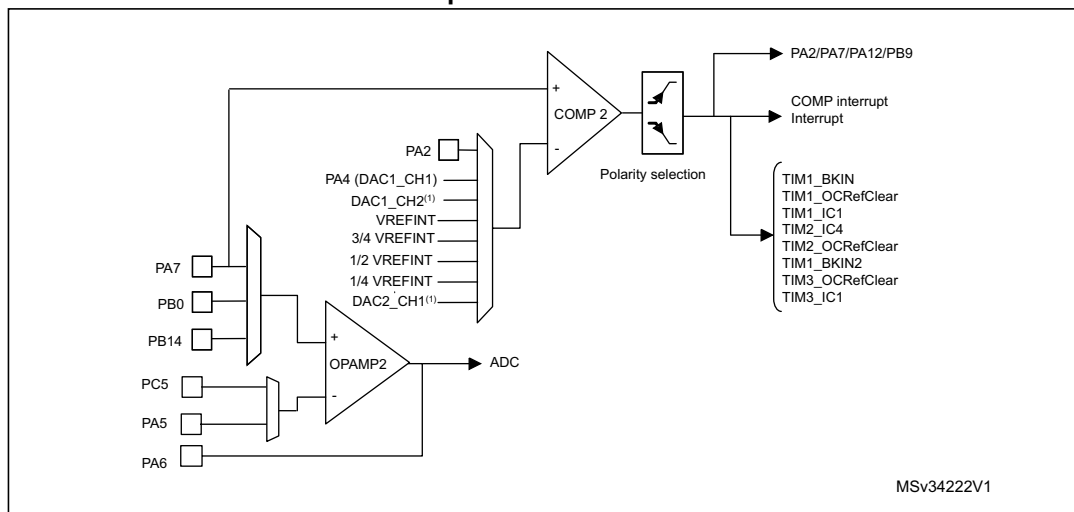 PA2/PA7/PA12/PB9
+
COMP 2
-
COMP interrupt
Interrupt
Polarity selection
PA2
PA4 (DAC1_CH1)
DAC1_CH2(1)
VREFINT
3/4 VREFINT
1/2 VREFINT
1/4 VREFINT
DAC2_CH1(1)
TIM1_BKIN
TIM1_OCRefClear
TIM1_IC1
TIM2_IC4
TIM2_OCRefClear
TIM1_BKIN2
TIM3_OCRefClear
TIM3_IC1
PA7
PB0
PB14
+
OPAMP2
-
ADC
PC5
PA5
PA6
MSv34222V1